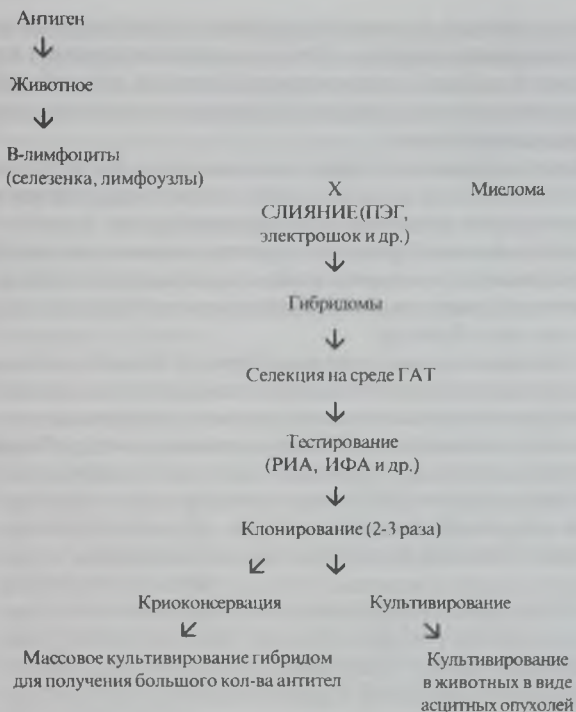 Антиген
↓
Животное
↓
В-лимфоциты
(селезенка, лимфоузлы)
X Миелома
СЛИЯНИЕ (ПЭГ,
электрошок и др.)
↓
Гибридомы
↓
Селекция на среде ГАТ
↓
Тестирование
(РИА, ИФА и др.)
↓
Клонирование (2-3 раза)
↙ ↓
Криоконсервация Культивирование
↙ ↘
Массовое культивирование гибридом
для получения большого кол-ва антител
Культивирование
в животных в виде
асцитных опухолей